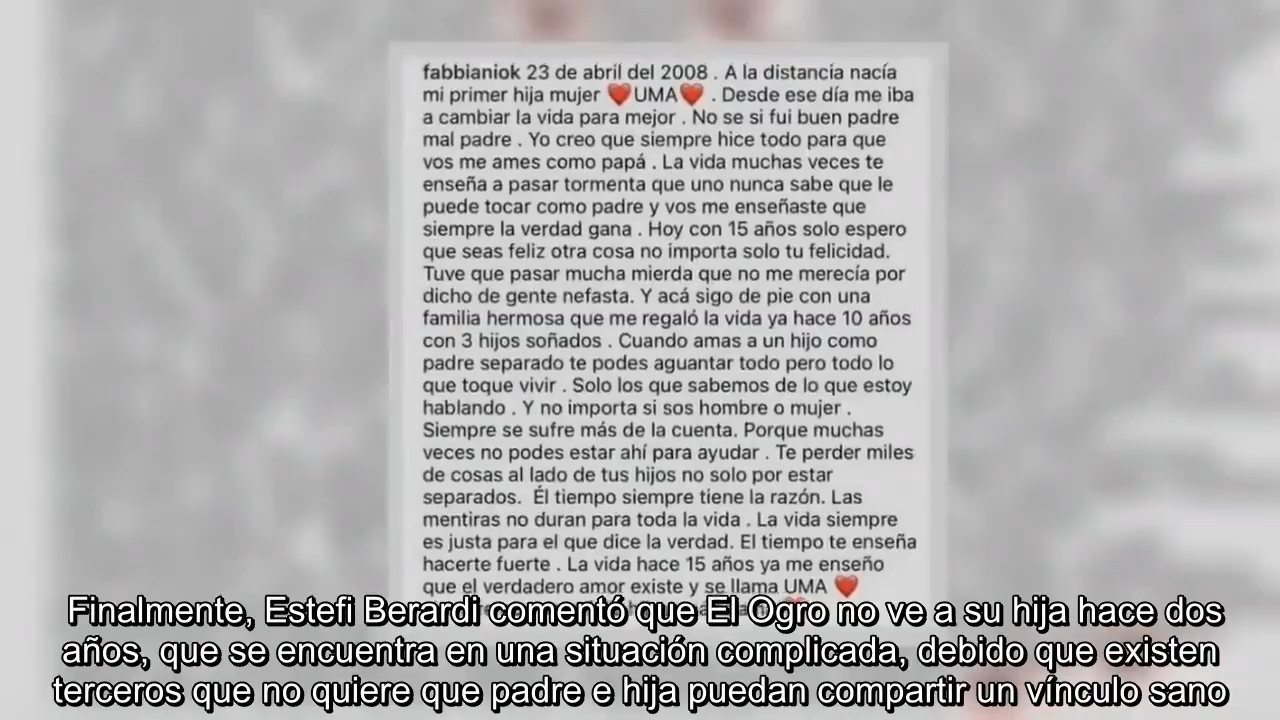 fabbianiok 23 de abril del 2008 . A la distancia nacía
mi primer hija mujer ❤️UMA❤️ . Desde ese día me iba
a cambiar la vida para mejor . No se si fui buen padre
mal padre . Yo creo que siempre hice todo para que
vos me ames como papá . La vida muchas veces te
enseña a pasar tormenta que uno nunca sabe que le
puede tocar como padre y vos me enseñaste que
siempre la verdad gana . Hoy con 15 años solo espero
que seas feliz otra cosa no importa solo tu felicidad.
Tuve que pasar mucha mierda que no me merecía por
dicho de gente nefasta. Y acá sigo de pie con una
familia hermosa que me regaló la vida ya hace 10 años
con 3 hijos soñados . Cuando amas a un hijo como
padre separado te podes aguantar todo pero todo lo
que toque vivir . Solo los que sabemos de lo que estoy
hablando . Y no importa si sos hombre o mujer .
Siempre se sufre más de la cuenta. Porque muchas
veces no podes estar ahí para ayudar . Te perder miles
de cosas al lado de tus hijos no solo por estar
separados. Él tiempo siempre tiene la razón. Las
mentiras no duran para toda la vida . La vida siempre
es justa para el que dice la verdad. El tiempo te enseña
hacerte fuerte . La vida hace 15 años ya me enseño
que el verdadero amor existe y se llama UMA ❤️
Finalmente, Estefi Berardi comentó que El Ogro no ve a su hija hace dos
años, que se encuentra en una situación complicada, debido que existen
terceros que no quiere que padre e hija puedan compartir un vínculo sano